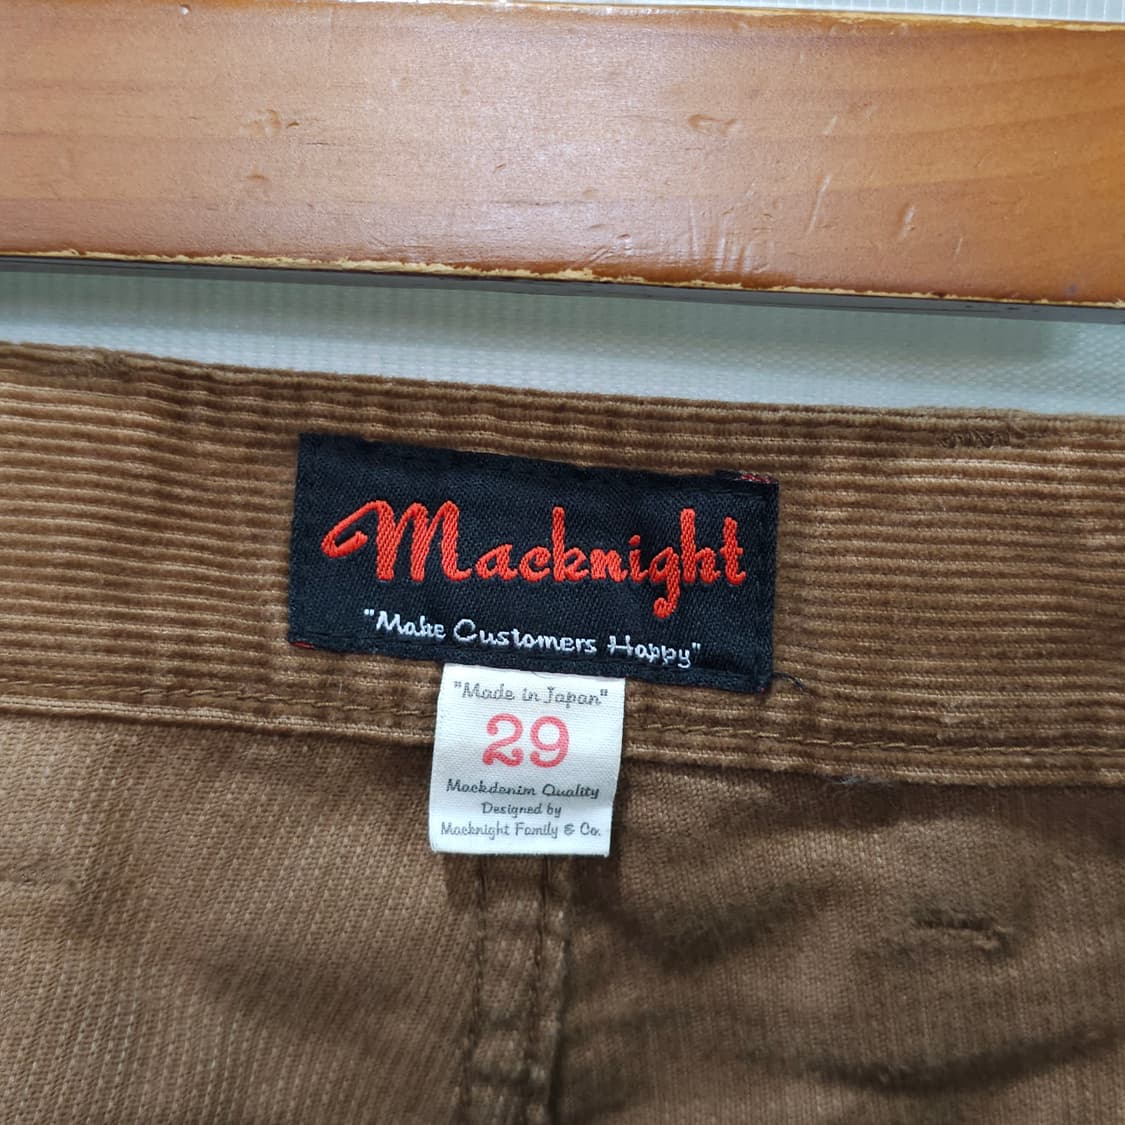 Macknight
"Make Customers Happy"
"Made in Japan"
29
Mackdenim Quality
Designed by
Macknight Family & Co.